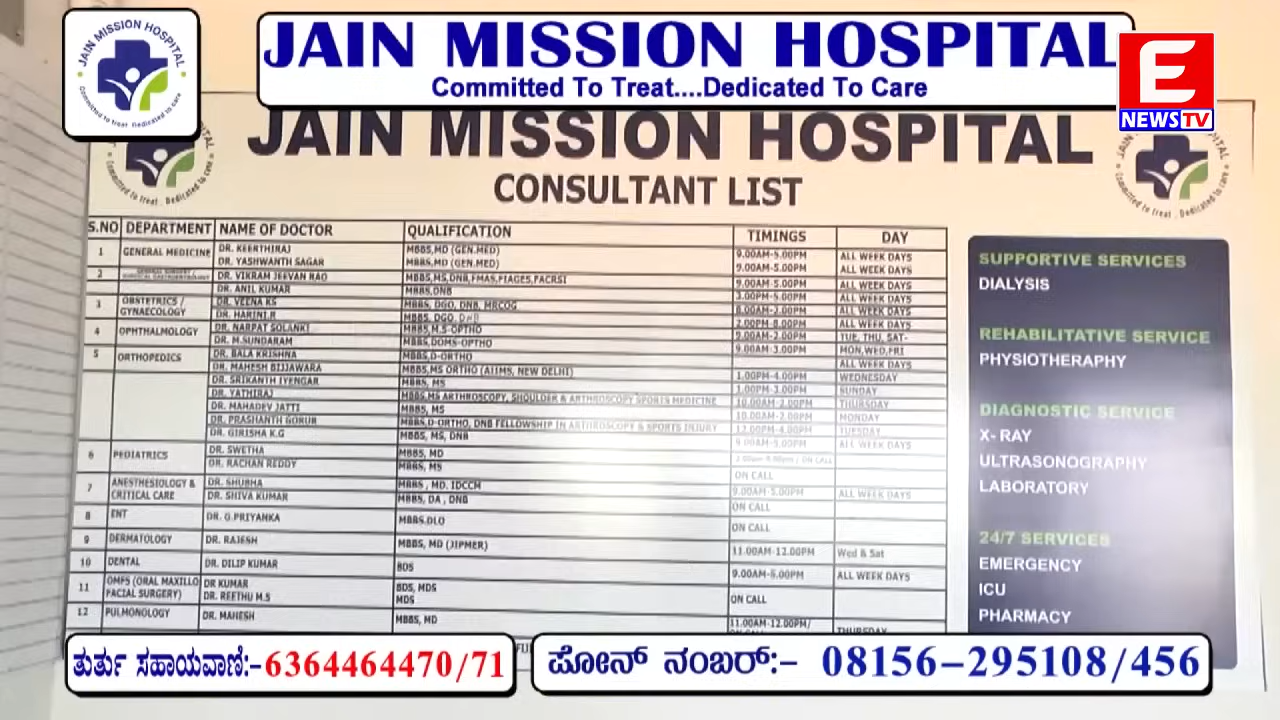 JAIN MISSION HOSPITAL
Committed To Treat....Dedicated To Care
JAIN MISSION HOSPITAL
Committed to treat. Dedicated to care
E
NEWS TV
JAIN MISSION HOSPITAL
CONSULTANT LIST
S.NO DEPARTMENT NAME OF DOCTOR QUALIFICATION TIMINGS DAY
1 GENERAL MEDICINE DR. KEERTHIRAJ MBBS,MD (GEN.MED) 9.00AM-5.00PM ALL WEEK DAYS
DR. YASHWANTH SAGAR MBBS,MD (GEN.MED) 9.00AM-5.00PM ALL WEEK DAYS
2 DR. VIKRAM JEEVAN RAO MBBS,MS,DNB,FMAS,FIAGES,FACRSI 9.00AM-5.00PM ALL WEEK DAYS
DR. ANIL KUMAR MBBS,DNB 3.00PM-5.00PM ALL WEEK DAYS
3 OBSTETRICS / GYNAECOLOGY DR. VEENA KS MBBS, DGO, DNB, MRCOG 8.00AM-2.00PM ALL WEEK DAYS
DR. HARINI.R MBBS, DGO, DNB 2.00PM-8.00PM ALL WEEK DAYS
4 OPHTHALMOLOGY DR. NARPAT SOLANKI MBBS,M.S-OPTHO 9.00AM-2.00PM TUE, THU, SAT-
DR. M.SUNDARAM MBBS,DOMS-OPTHO 9.00AM-3.00PM MON,WED,FRI
5 ORTHOPEDICS DR. BALA KRISHNA MBBS,D-ORTHO ALL WEEK DAYS
DR. MAHESH BIJJAWARA MBBS,MS ORTHO (AIIMS, NEW DELHI) 1.00PM-4.00PM WEDNESDAY
DR. SRIKANTH IYENGAR MBBS, MS 1.00PM-3.00PM SUNDAY
DR. YATHIRAJ MBBS,MS ARTHROSCOPY, SHOULDER & ARTHROSCOPY SPORTS MEDICINE 10.00AM-2.00PM THURSDAY
DR. MAHADEV JATTI MBBS, MS 10.00AM-2.00PM MONDAY
DR. PRASHANTH GOKUR MBBS,D-ORTHO, DNB FELLOWSHIP IN ARTHROSCOPY & SPORTS INJURY 12.00PM-4.00PM TUESDAY
DR. GIRISHA K.G MBBS, MS, DNB 9.00AM-5.00PM ALL WEEK DAYS
6 PEDIATRICS DR. SWETHA MBBS, MD / ON CALL
DR. RACHAN REDDY MBBS, MS ON CALL
7 ANESTHESIOLOGY & CRITICAL CARE DR. SHUBHA MBBS , MD, IDCCM 9.00AM-5.00PM ALL WEEK DAYS
DR. SHIVA KUMAR MBBS, DA , DNB ON CALL
8 ENT DR. G.PRIYANKA MBBS.DLO ON CALL
9 DERMATOLOGY DR. RAJESH MBBS, MD (JIPMER) 11.00AM-12.00PM Wed & Sat
10 DENTAL DR. DILIP KUMAR BDS 9.00AM-5.00PM ALL WEEK DAYS
11 OMFS (ORAL MAXILLO FACIAL SURGERY) DR KUMAR BDS, MDS ON CALL
DR. REETHU M.S MDS
12 PULMONOLOGY DR. MAHESH MBBS, MD 11.00AM-12.00PM/ THURSDAY
SUPPORTIVE SERVICES
DIALYSIS
REHABILITATIVE SERVICE
PHYSIOTHERAPHY
DIAGNOSTIC SERVICE
X- RAY
ULTRASONOGRAPHY
LABORATORY
24/7 SERVICES
EMERGENCY
ICU
PHARMACY
ತುರ್ತು ಸಹಾಯವಾಣಿ:-6364464470/71
ಫೋನ್ ನಂಬರ್:- 08156-295108/456